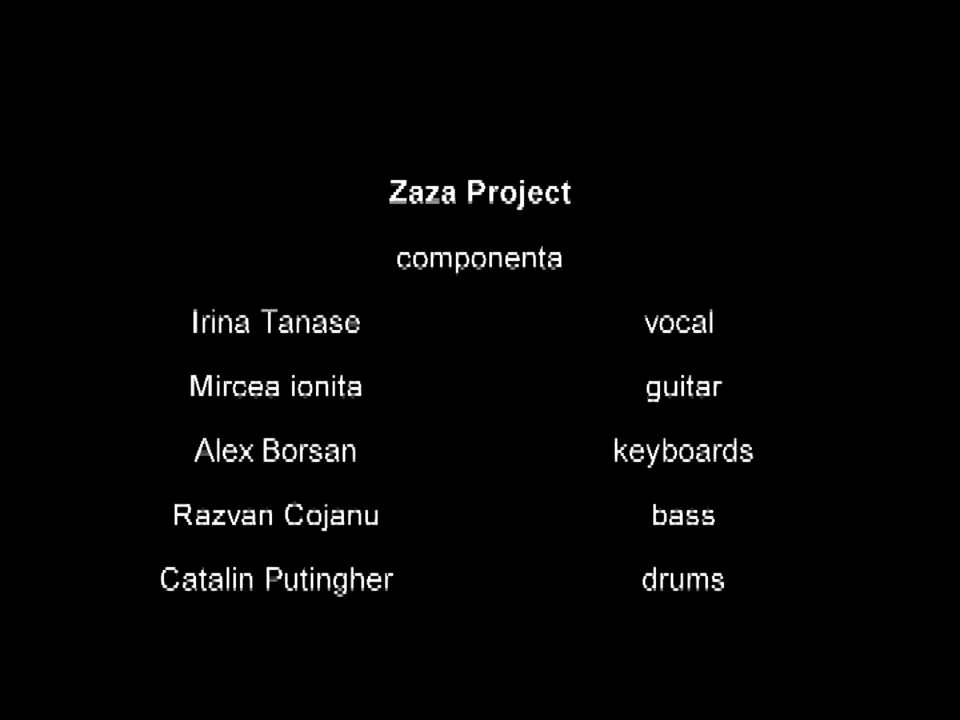 Zaza Project
componenta
Irina Tanase vocal
Mircea ionita guitar
Alex Borsan keyboards
Razvan Cojanu bass
Catalin Putingher drums